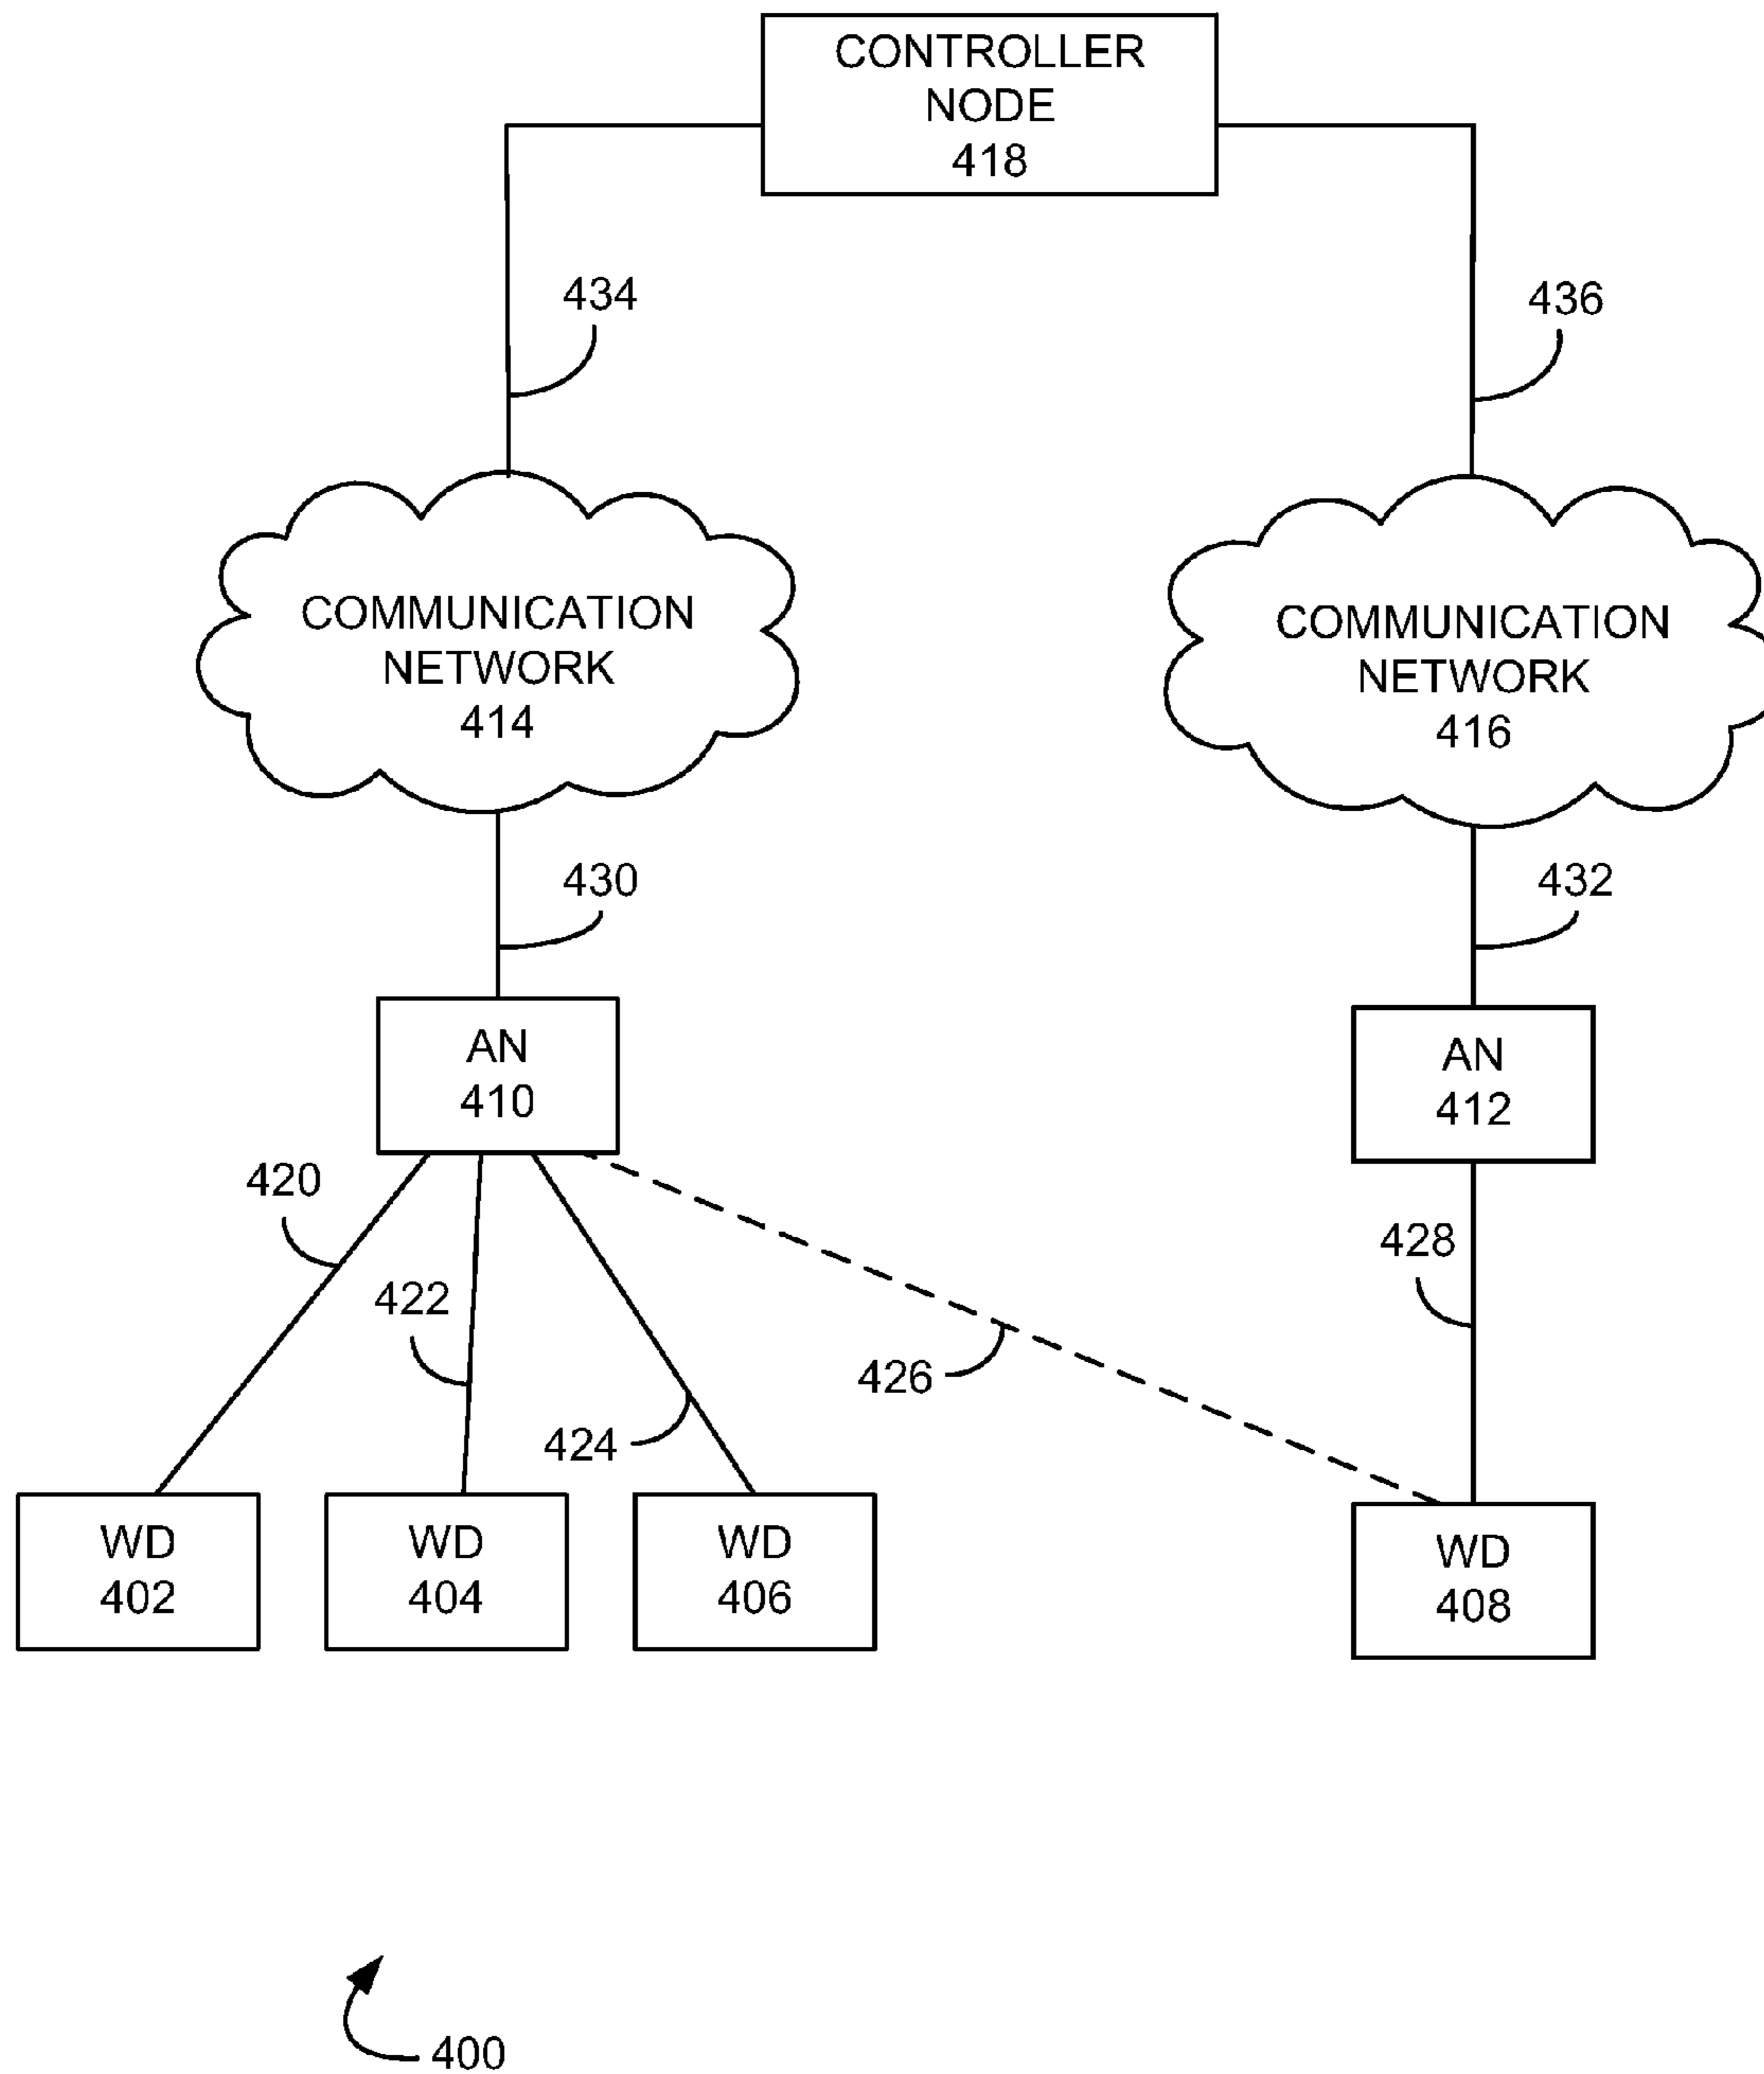 CONTROLLER
NODE
418
434
436
COMMUNICATION
NETWORK
414
COMMUNICATION
NETWORK
416
430
432
AN
410
AN
412
420
422
424
426
428
WD
402
WD
404
WD
406
WD
408
400